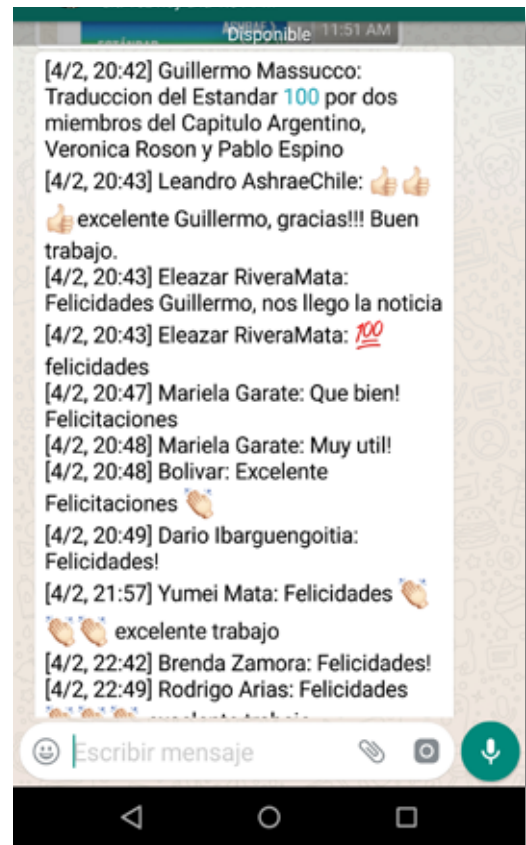 ASHRAE
ESTÁNDAR
Disponible
11:51 AM
[4/2, 20:42] Guillermo Massucco:
Traduccion del Estandar 100 por dos
miembros del Capitulo Argentino,
Veronica Roson y Pablo Espino
[4/2, 20:43] Leandro AshraeChile: 👍🏻👍🏻
👍🏻 excelente Guillermo, gracias!!! Buen
trabajo.
[4/2, 20:43] Eleazar RiveraMata:
Felicidades Guillermo, nos llego la noticia
[4/2, 20:43] Eleazar RiveraMata: 💯
felicidades
[4/2, 20:47] Mariela Garate: Que bien!
Felicitaciones
[4/2, 20:48] Mariela Garate: Muy util!
[4/2, 20:48] Bolivar: Excelente
Felicitaciones 👏🏻
[4/2, 20:49] Dario Ibarguengoitia:
Felicidades!
[4/2, 21:57] Yumei Mata: Felicidades 👏🏻
👏🏻👏🏻 excelente trabajo
[4/2, 22:42] Brenda Zamora: Felicidades!
[4/2, 22:49] Rodrigo Arias: Felicidades
👏🏻👏🏻👏🏻 excelente trabajo
Escribir mensaje